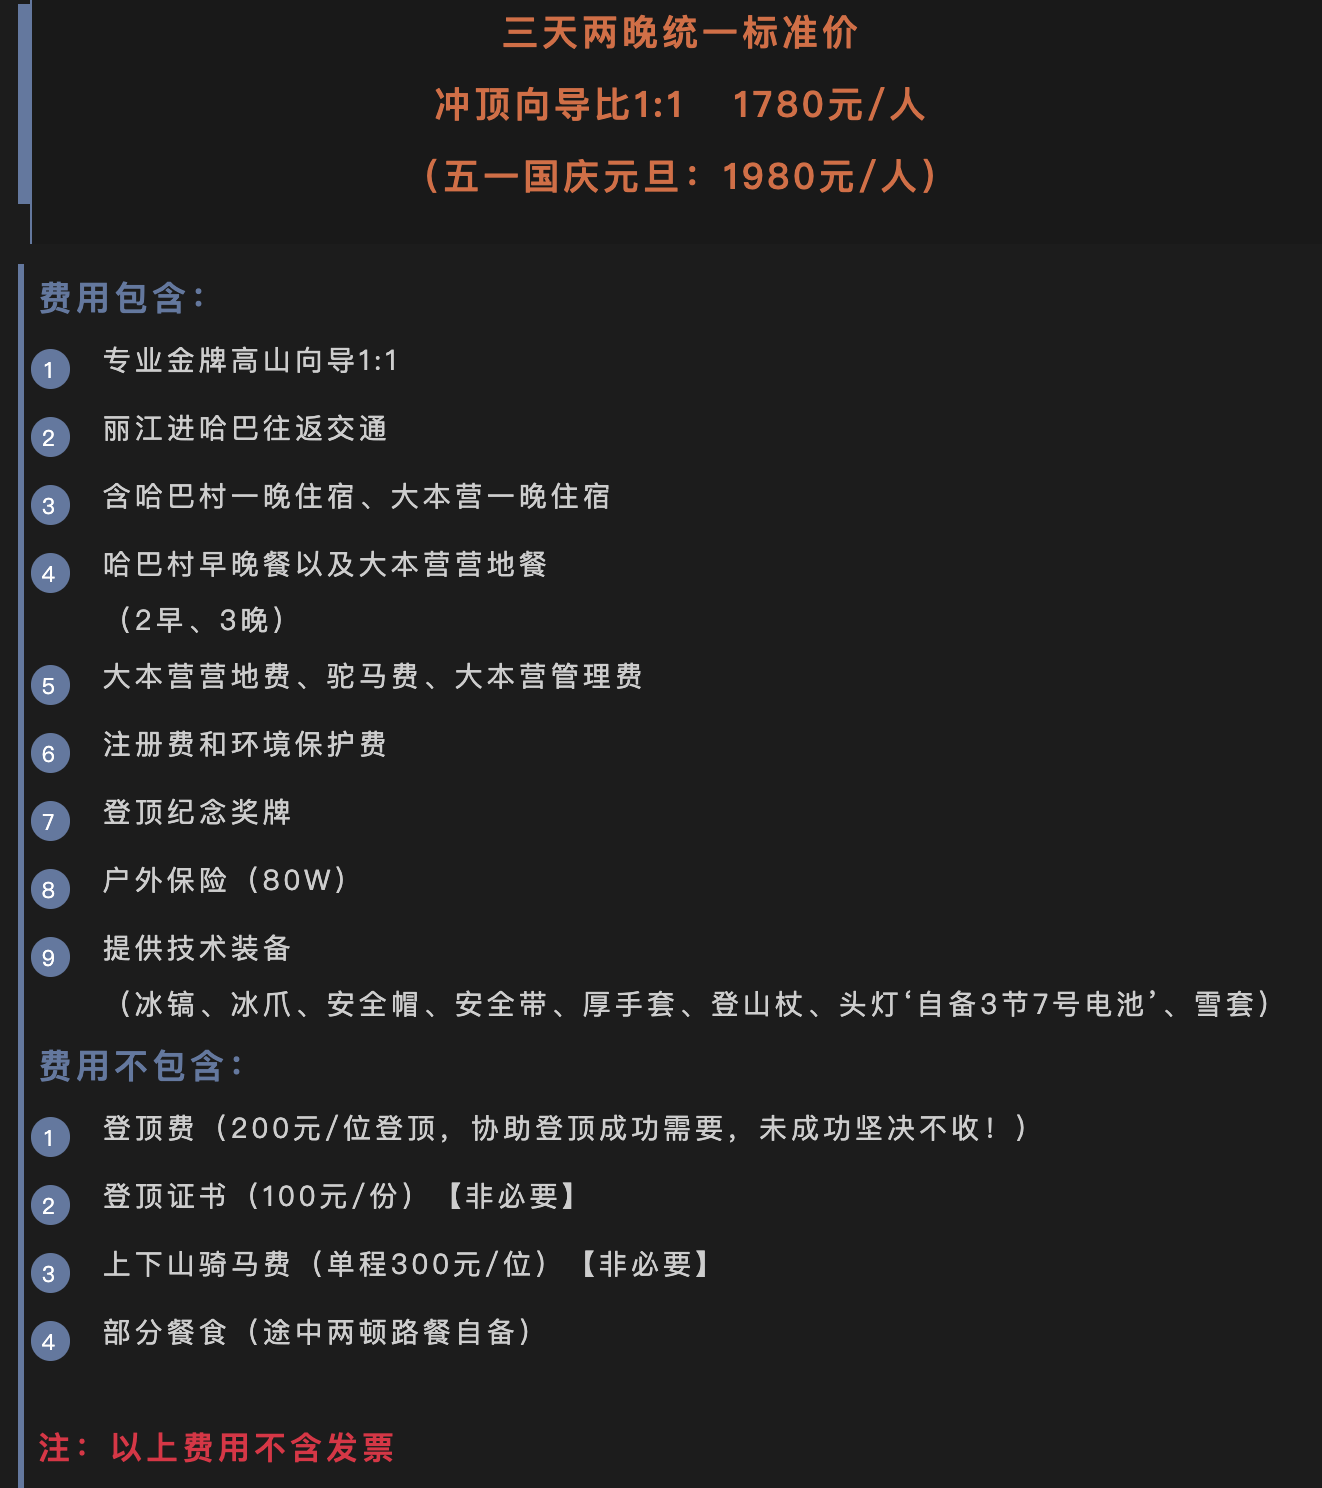 三天两晚统一标准价
冲顶向导比1:1 1780元/人
（五一国庆元旦：1980元/人）
费用包含：
1 专业金牌高山向导1:1
2 丽江进哈巴往返交通
3 含哈巴村一晚住宿、大本营一晚住宿
4 哈巴村早晚餐以及大本营营地餐
（2早、3晚）
5 大本营营地费、驼马费、大本营管理费
6 注册费和环境保护费
7 登顶纪念奖牌
8 户外保险（80W）
9 提供技术装备
（冰镐、冰爪、安全帽、安全带、厚手套、登山杖、头灯‘自备3节7号电池’、雪套）
费用不包含：
1 登顶费（200元/位登顶，协助登顶成功需要，未成功坚决不收！）
2 登顶证书（100元/份）【非必要】
3 上下山骑马费（单程300元/位）【非必要】
4 部分餐食（途中两顿路餐自备）
注：以上费用不含发票